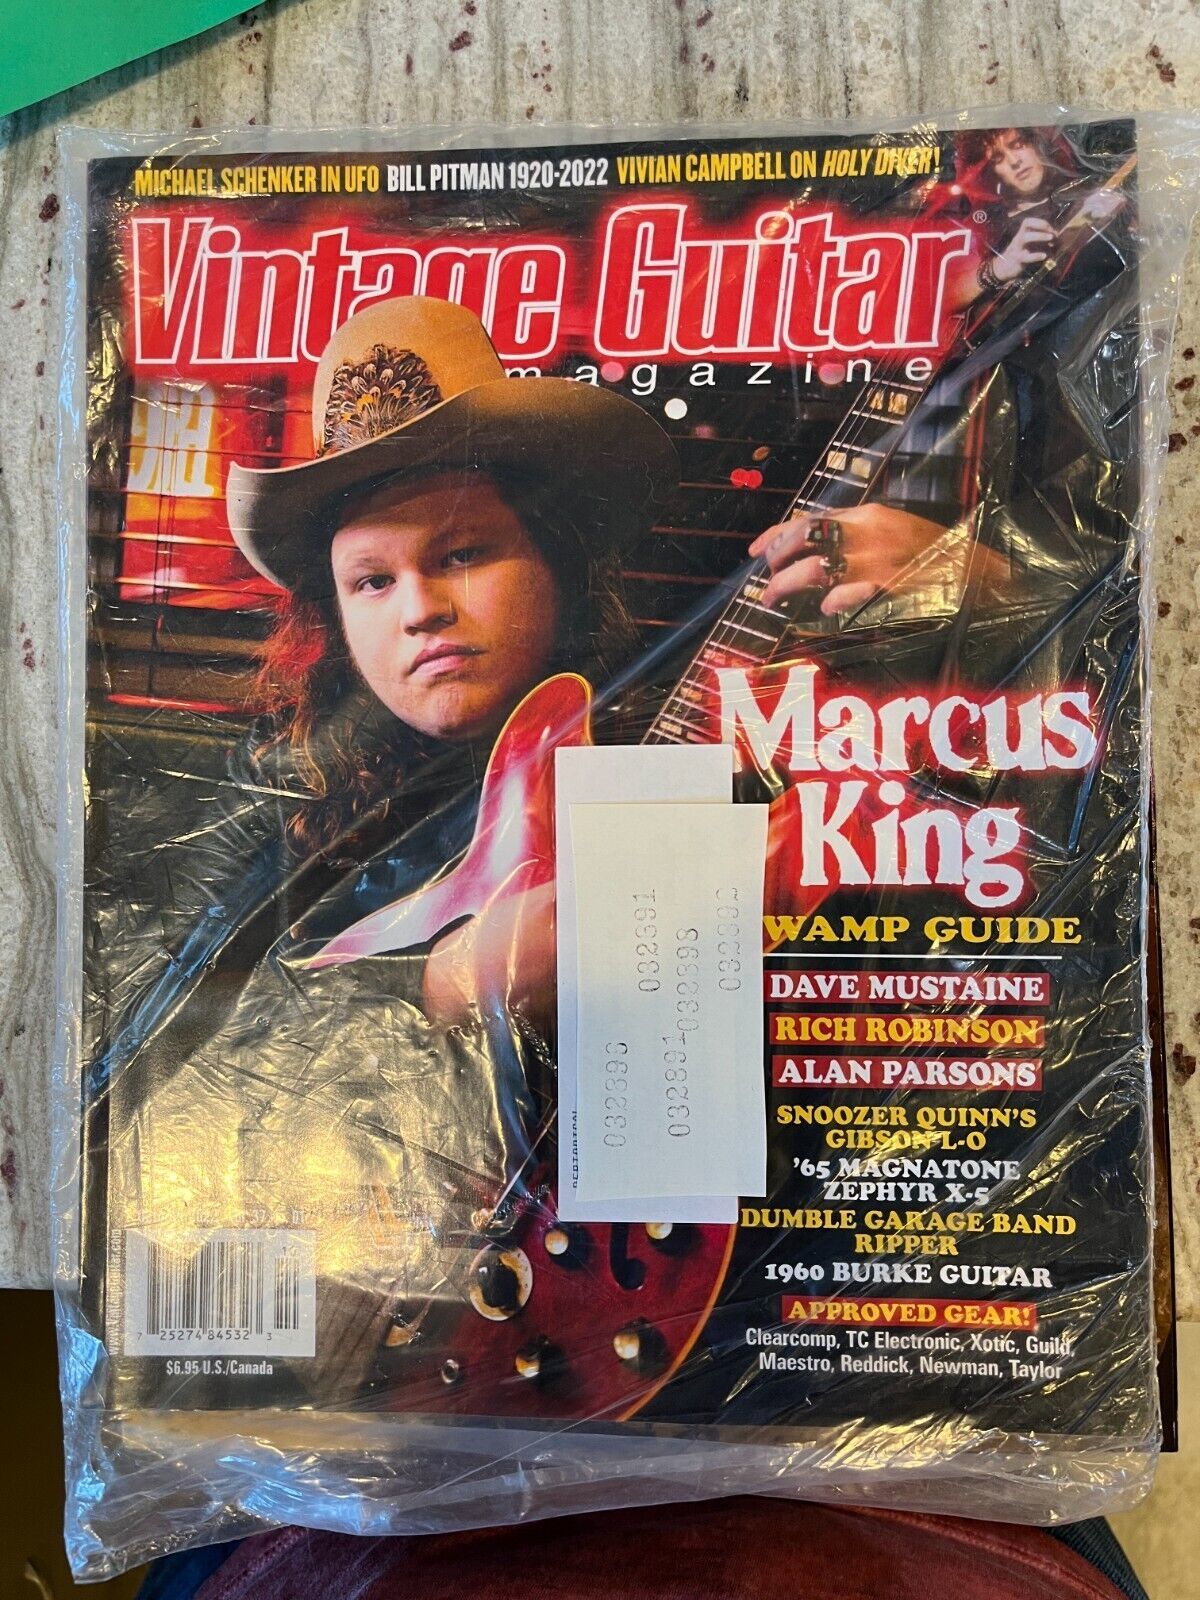 MICHAEL SCHENKER IN UFO BILL PITMAN 1920-2022 VIVIAN CAMPBELL ON HOLY DIVER!
Vintage Guitar®
magazine
Marcus
King
WAMP GUIDE
DAVE MUSTAINE
RICH ROBINSON
ALAN PARSONS
SNOOZER QUINN'S
GIBSON L-0
'65 MAGNATONE
ZEPHYR X-5
DUMBLE GARAGE BAND
RIPPER
1960 BURKE GUITAR
APPROVED GEAR!
Clearcomp, TC Electronic, Xotic, Guild,
Maestro, Reddick, Newman, Taylor
032391
032898
032896
032891
7 25274 84532 3
$6.95 U.S./Canada